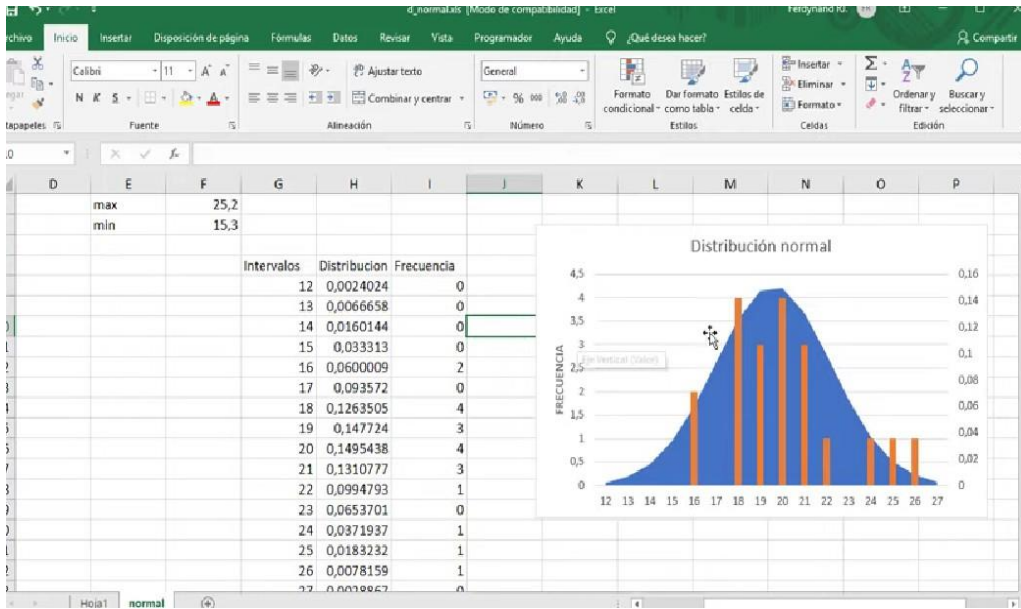 d_normal.xls [Modo de compatibilidad] - Excel
Ferdynand RJ.
Inicio Insertar Disposición de página Fórmulas Datos Revisar Vista Programador Ayuda ¿Qué desea hacer? Compartir
Calibri 11 Ajustar texto General Insertar
N K S Combinar y centrar % 000 Eliminar
Formato condicional Dar formato como tabla Estilos de celda Formato Ordenar y filtrar Buscar y seleccionar
Fuente Alineación Número Estilos Celdas Edición
D E F G H I J K L M N O P
max 25,2
min 15,3
Intervalos Distribucion Frecuencia
12 0,0024024 0
13 0,0066658 0
14 0,0160144 0
15 0,033313 0
16 0,0600009 2
17 0,093572 0
18 0,1263505 4
19 0,147724 3
20 0,1495438 4
21 0,1310777 3
22 0,0994793 1
23 0,0653701 0
24 0,0371937 1
25 0,0183232 1
26 0,0078159 1
27 0,0028867 0
Distribución normal
4,5 0,16
4 0,14
3,5 0,12
3 0,1
2,5 0,08
2 0,06
1,5 0,04
1 0,02
0,5 0
0
FRECUENCIA
Eje Vertical (Valor)
12 13 14 15 16 17 18 19 20 21 22 23 24 25 26 27
Hoja1 normal